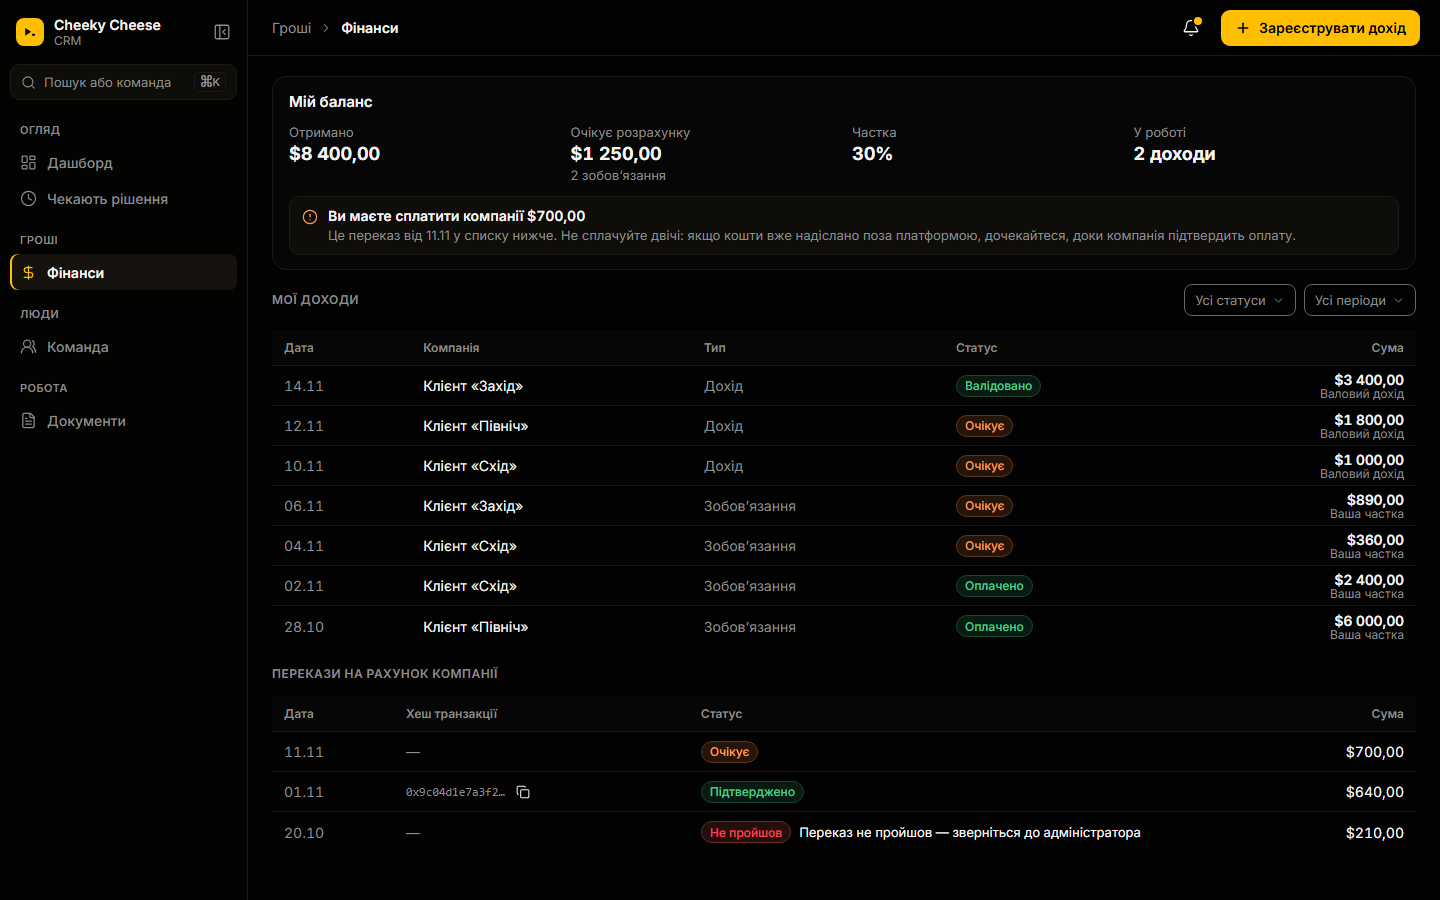 Cheeky Cheese
CRM
Гроші > Фінанси
+ Зареєструвати дохід
Пошук або команда ⌘K
ОГЛЯД
Дашборд
Чекають рішення
ГРОШІ
Фінанси
ЛЮДИ
Команда
РОБОТА
Документи
Мій баланс
Отримано Очікує розрахунку Частка У роботі
$8 400,00 $1 250,00 30% 2 доходи
2 зобов’язання
Ви маєте сплатити компанії $700,00
Це переказ від 11.11 у списку нижче. Не сплачуйте двічі: якщо кошти вже надіслано поза платформою, дочекайтеся, доки компанія підтвердить оплату.
МОЇ ДОХОДИ Усі статуси Усі періоди
Дата Компанія Тип Статус Сума
14.11 Клієнт «Захід» Дохід Валідовано $3 400,00
Валовий дохід
12.11 Клієнт «Північ» Дохід Очікує $1 800,00
Валовий дохід
10.11 Клієнт «Схід» Дохід Очікує $1 000,00
Валовий дохід
06.11 Клієнт «Захід» Зобов’язання Очікує $890,00
Ваша частка
04.11 Клієнт «Схід» Зобов’язання Очікує $360,00
Ваша частка
02.11 Клієнт «Схід» Зобов’язання Оплачено $2 400,00
Ваша частка
28.10 Клієнт «Північ» Зобов’язання Оплачено $6 000,00
Ваша частка
ПЕРЕКАЗИ НА РАХУНОК КОМПАНІЇ
Дата Хеш транзакції Статус Сума
11.11 — Очікує $700,00
01.11 0x9c04d1e7a3f2… Підтверджено $640,00
20.10 — Не пройшов Переказ не пройшов — зверніться до адміністратора $210,00